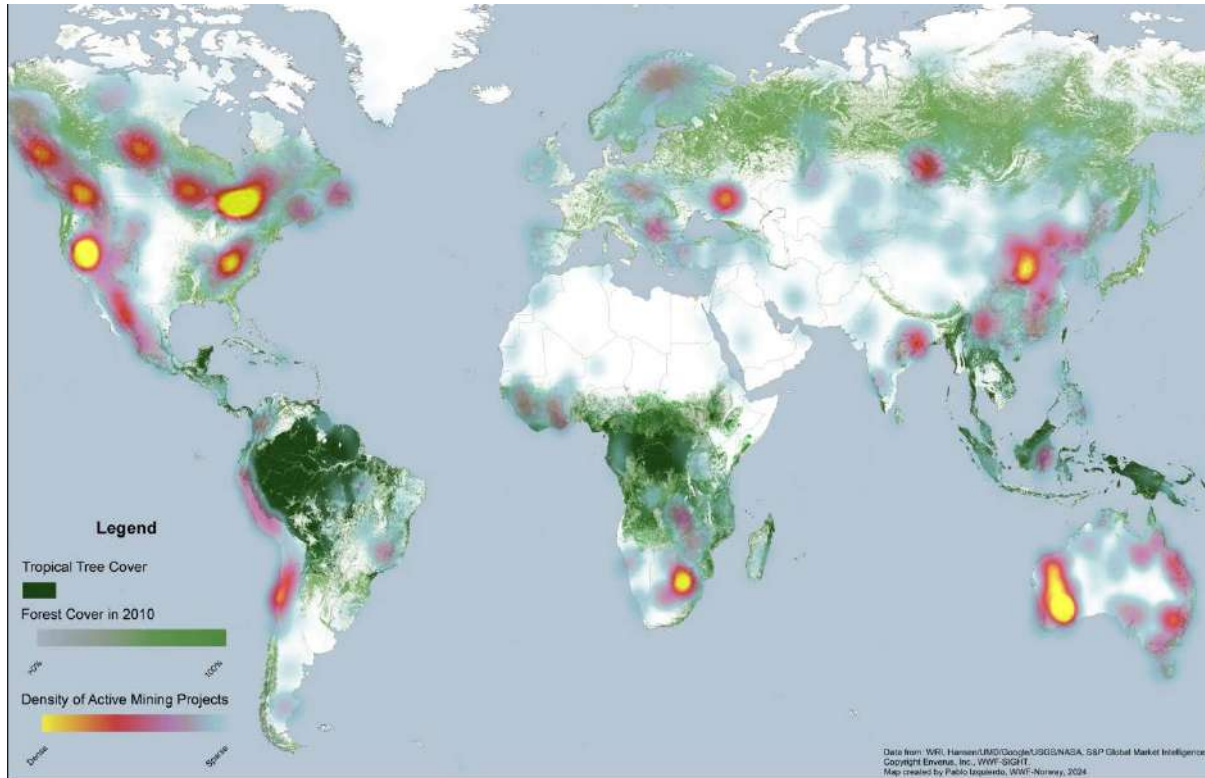 Legend
Tropical Tree Cover
Forest Cover in 2010
>0%
100%
Density of Active Mining Projects
Dense
Sparse
Data from: WRI, Hansen/UMD/Google/USGS/NASA, S&P Global Market Intelligence
Copyright Enverus, Inc., WWF-SIGHT.
Map created by Pablo Izquierdo, WWF-Norway, 2024